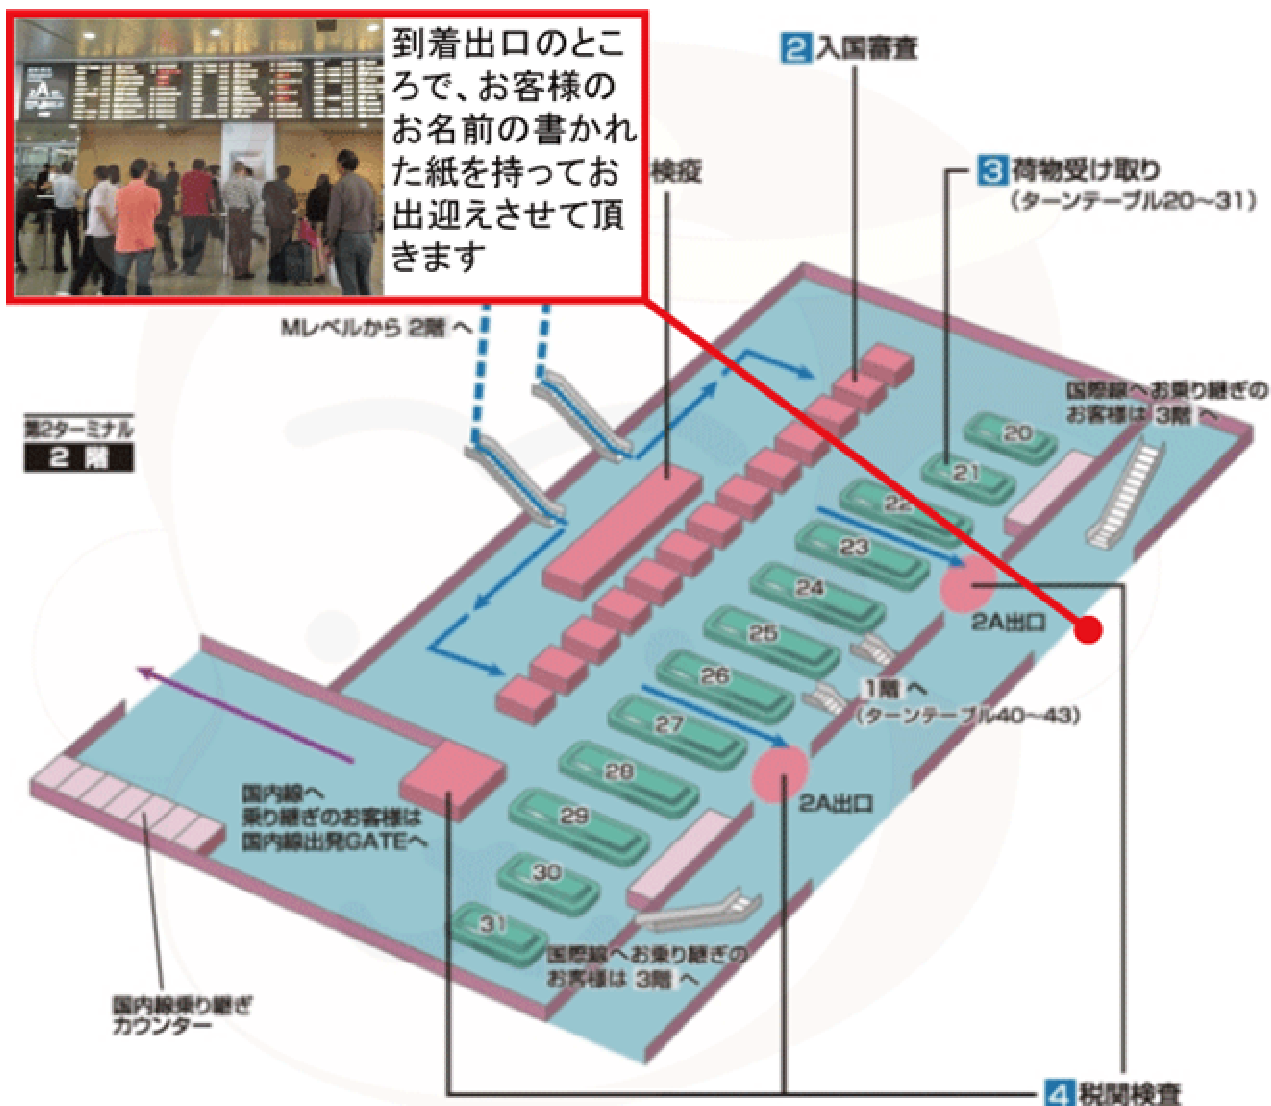 到着出口のとこ
ろで、お客様の
お名前の書かれ
た紙を持ってお
出迎えさせて頂
きます
2A
2 入国審査
検疫
3 荷物受け取り
(ターンテーブル20〜31)
Mレベルから 2階 へ
国際線へお乗り継ぎの
お客様は 3階 へ
第2ターミナル
2 階
20
21
22
23
24
25
26
27
28
29
30
31
2A出口
1階 へ
(ターンテーブル40〜43)
2A出口
国内線へ
乗り継ぎのお客様は
国内線出発GATEへ
国際線へお乗り継ぎの
お客様は 3階 へ
国内線乗り継ぎ
カウンター
4 税関検査